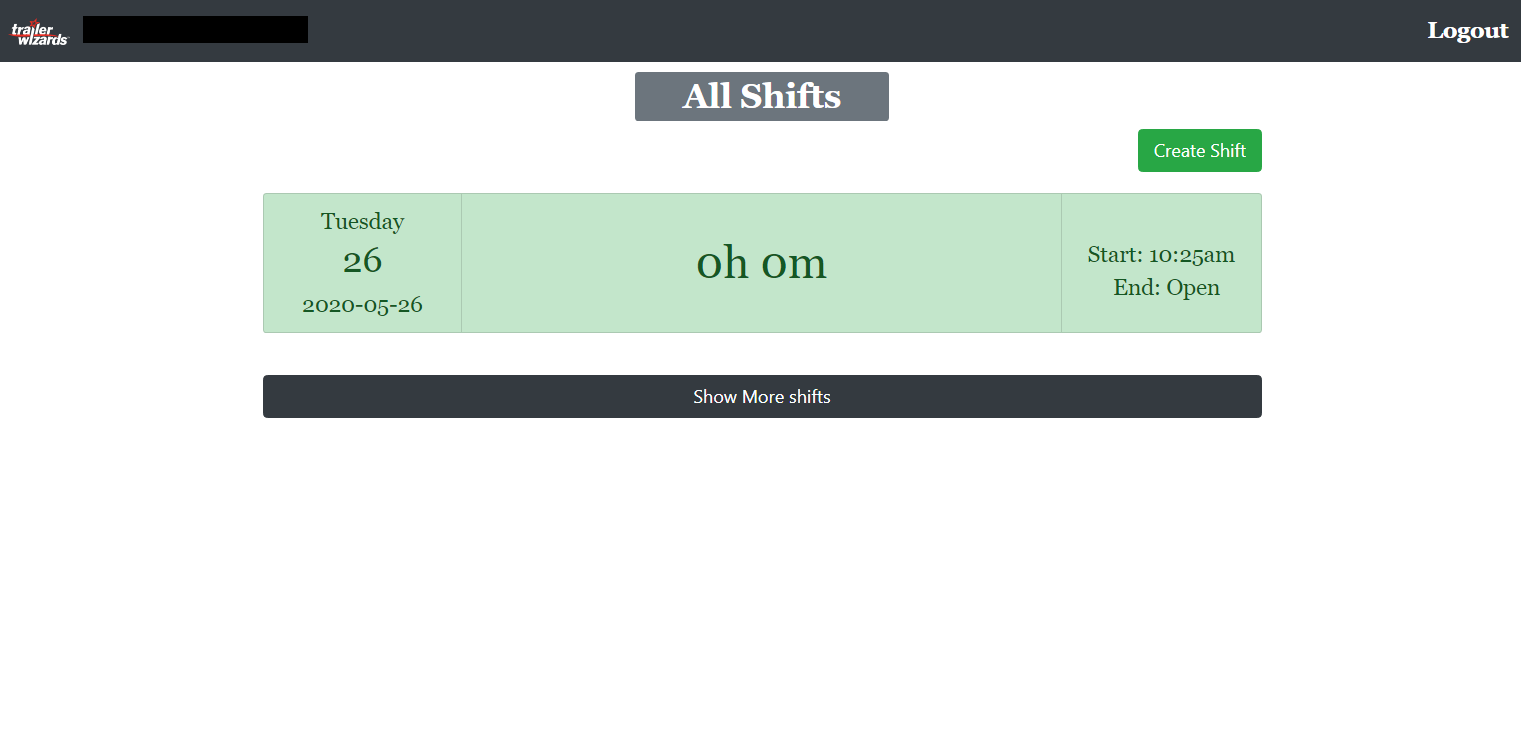 trailer
wizards
Logout
All Shifts
Create Shift
Tuesday
26
2020-05-26
0h 0m
Start: 10:25am
End: Open
Show More shifts